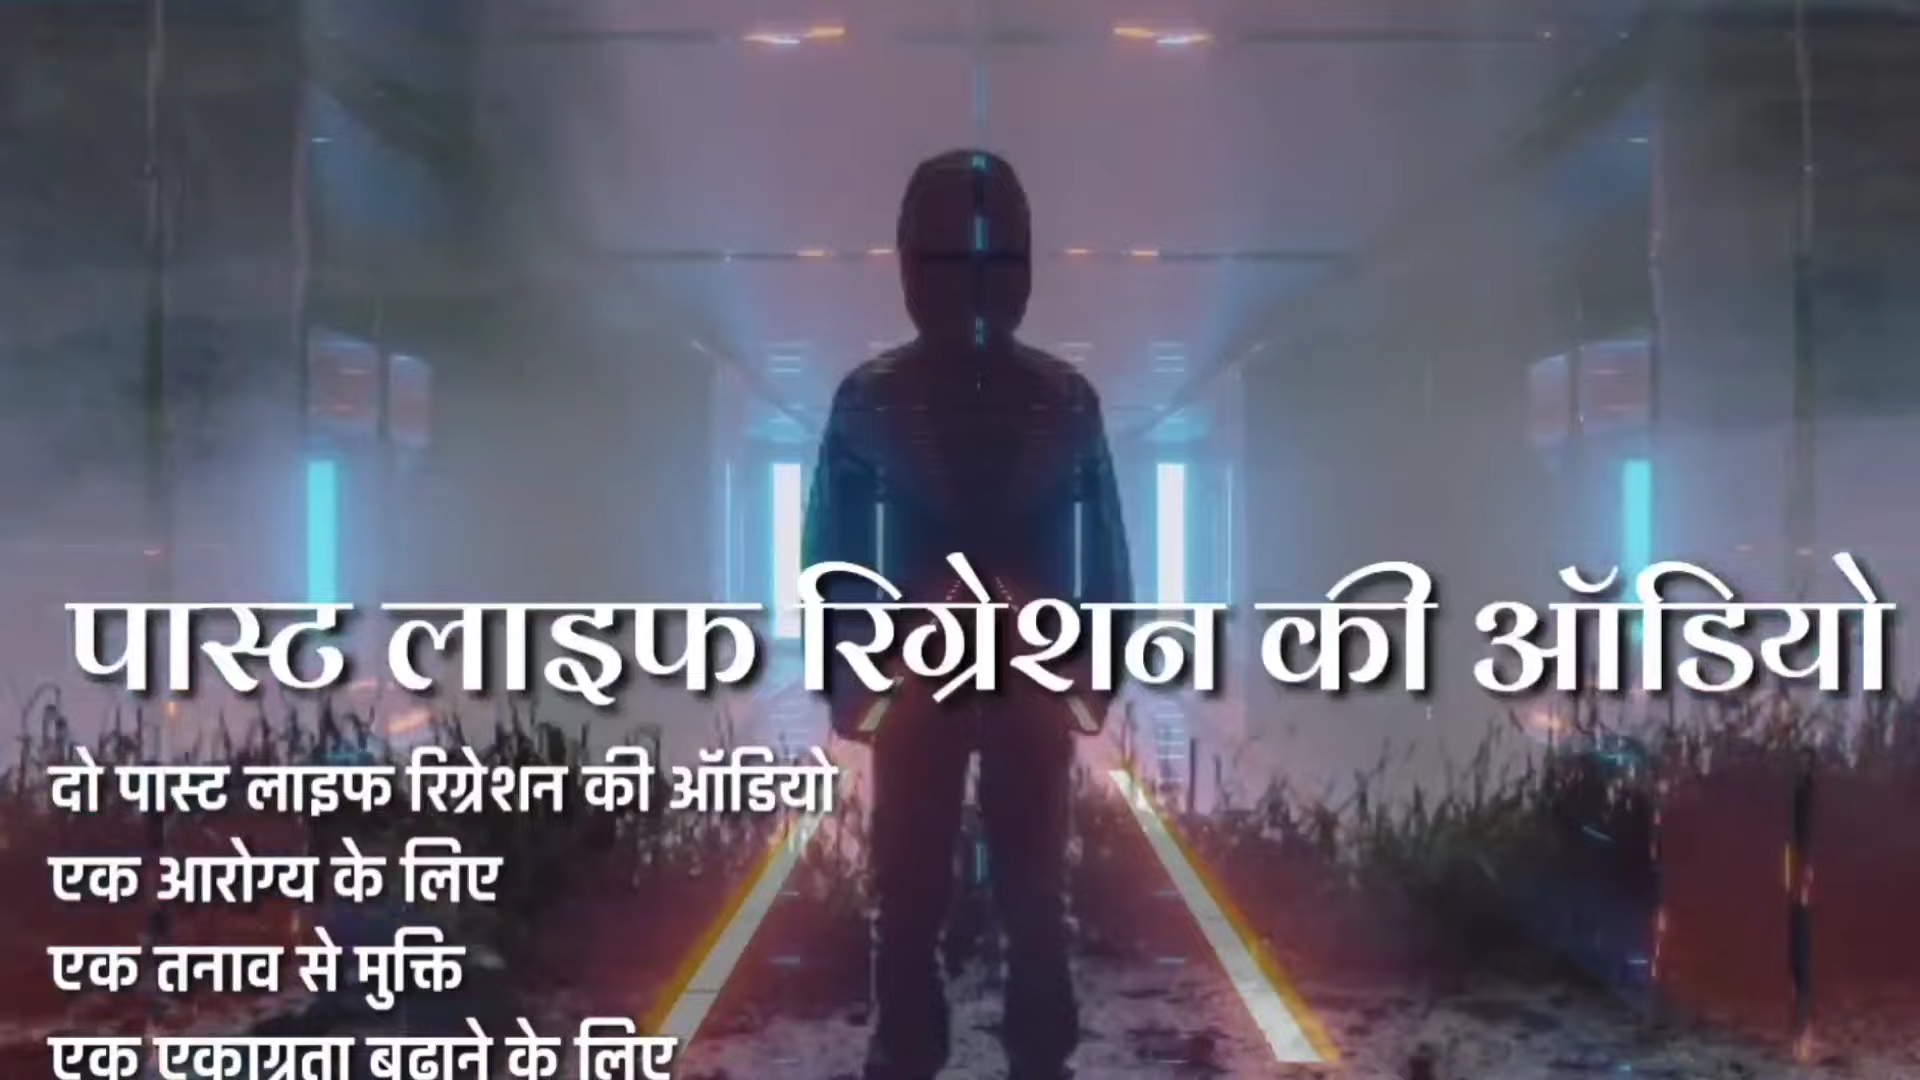 पास्ट लाइफ रिग्रेशन की ऑडियो
दो पास्ट लाइफ रिग्रेशन की ऑडियो
एक आरोग्य के लिए
एक तनाव से मुक्ति
एक एकाग्रता बढाने के लिए